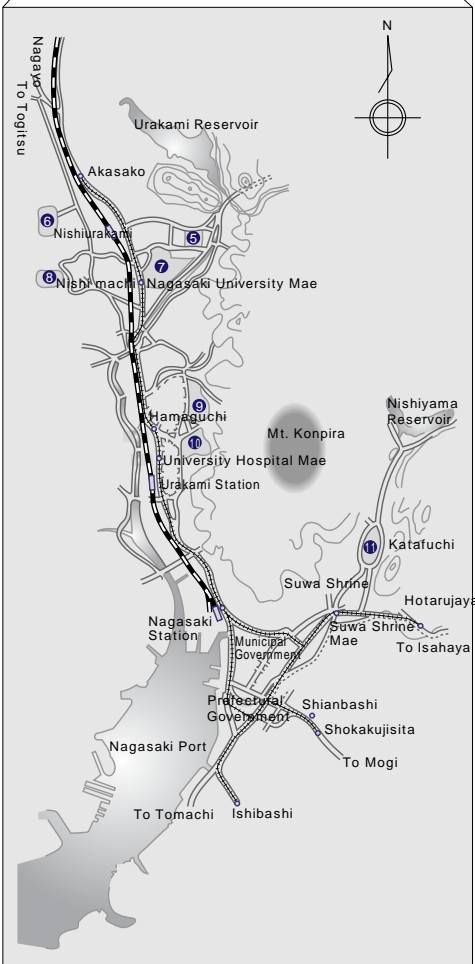 N
Nagayo
To Togitsu
Urakami Reservoir
Akasako
6
Nishiurakami
5
7
8
Nishi machi
Nagasaki University Mae
9
Hamaguchi
10
University Hospital Mae
Urakami Station
Mt. Konpira
Nishiyama
Reservoir
11
Katafuchi
Suwa Shrine
Hotarujaya
Nagasaki
Station
Municipal
Government
Suwa Shrine
Mae
To Isahaya
Prefectural
Government
Shianbashi
Shokakujisita
Nagasaki Port
To Mogi
To Tomachi
Ishibashi